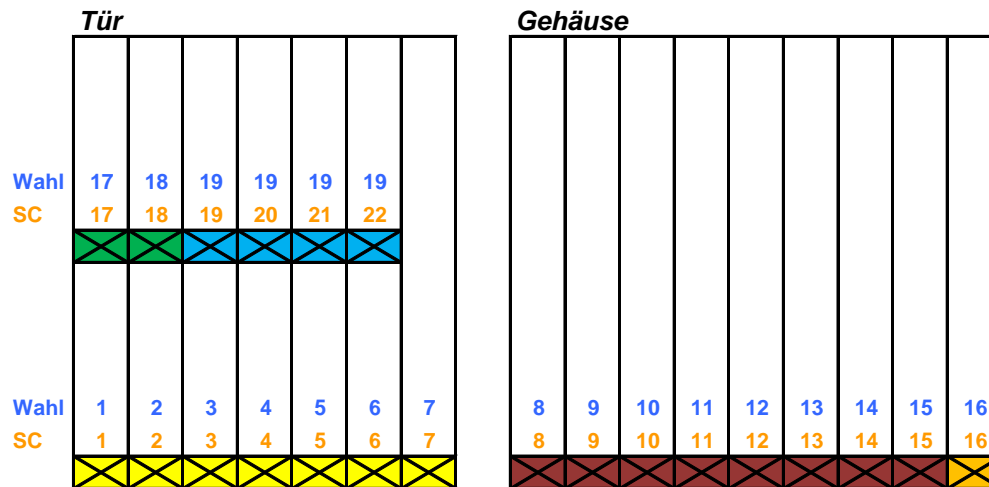 Tür Gehäuse
Wahl 17 18 19 19 19 19
SC 17 18 19 20 21 22
Wahl 1 2 3 4 5 6 7 8 9 10 11 12 13 14 15 16
SC 1 2 3 4 5 6 7 8 9 10 11 12 13 14 15 16